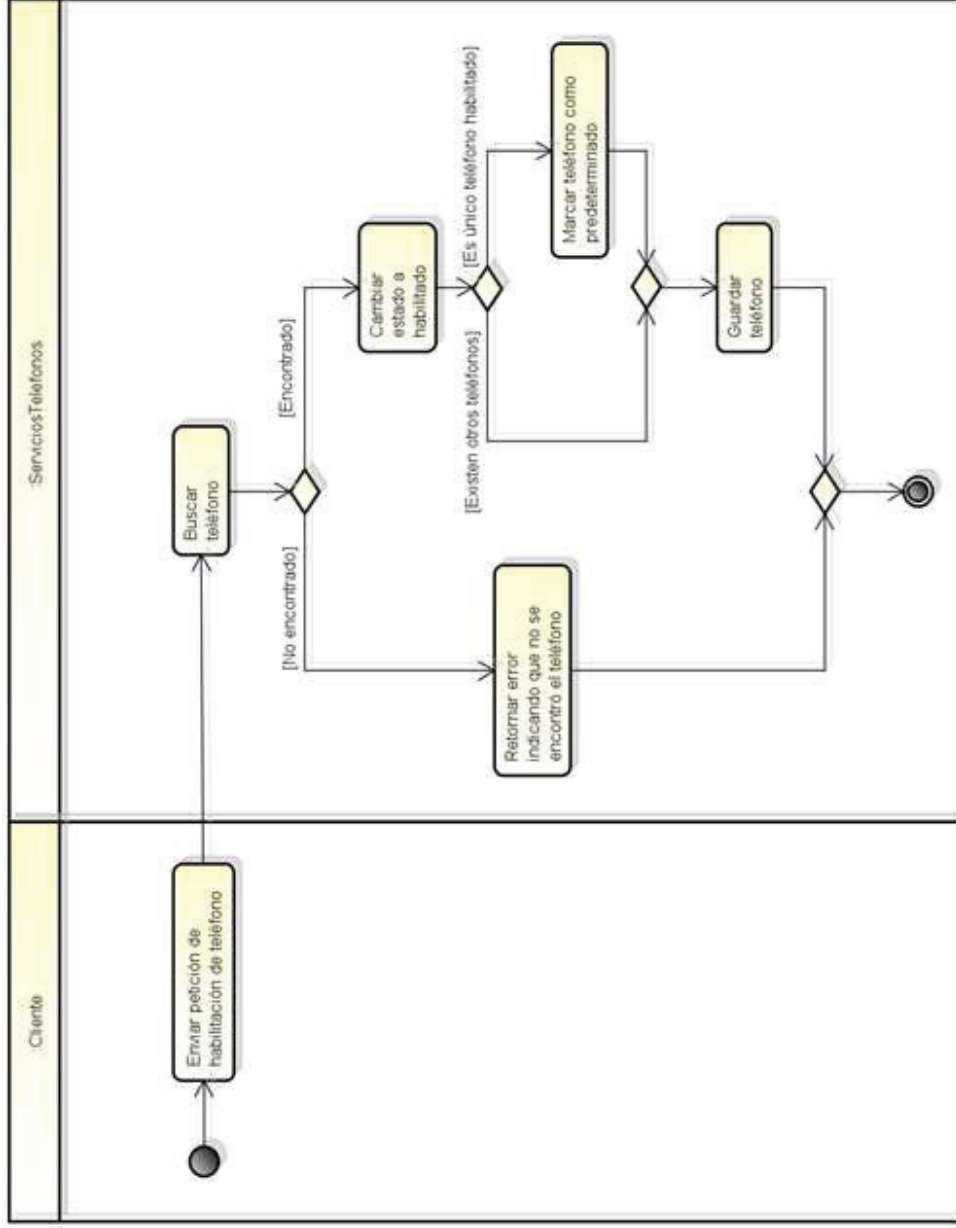 :Cliente
:ServiciosTelefonos
Enviar petición de
habilitación de teléfono
Buscar
teléfono
[No encontrado]
[Encontrado]
Retornar error
indicando que no se
encontró el teléfono
Cambiar
estado a
habilitado
[Existen otros teléfonos]
[Es único teléfono habilitado]
Marcar teléfono como
predeterminado
Guardar
teléfono